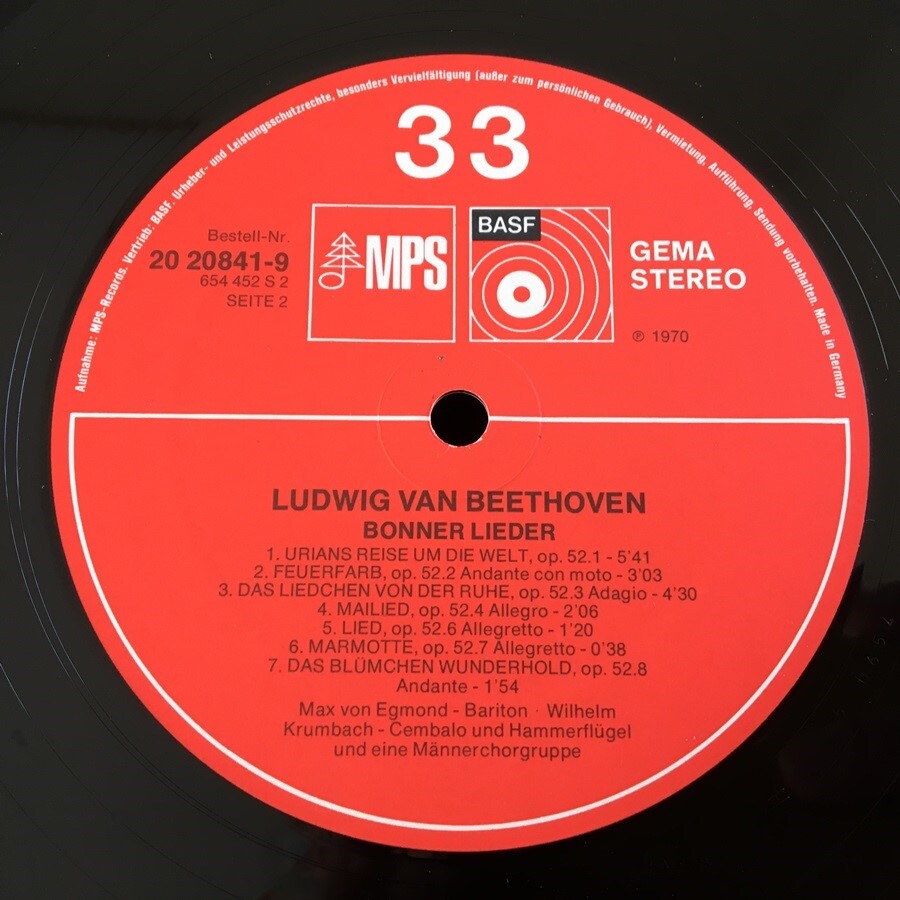 Aufnahme: MPS-Records. Vertrieb: BASF. Urheber- und Leistungsschutzrechte, besonders Vervielfältigung (außer zum persönlichen Gebrauch), Vermietung, Aufführung, Sendung vorbehalten. Made in Germany
33
Bestell-Nr.
20 20841-9
654 452 S 2
SEITE 2
MPS
BASF
GEMA
STEREO
℗ 1970
LUDWIG VAN BEETHOVEN
BONNER LIEDER
1. URIANS REISE UM DIE WELT, op. 52.1 - 5'41
2. FEUERFARB, op. 52.2 Andante con moto - 3'03
3. DAS LIEDCHEN VON DER RUHE, op. 52.3 Adagio - 4'30
4. MAILIED, op. 52.4 Allegro - 2'06
5. LIED, op. 52.6 Allegretto - 1'20
6. MARMOTTE, op. 52.7 Allegretto - 0'38
7. DAS BLÜMCHEN WUNDERHOLD, op. 52.8
Andante - 1'54
Max von Egmond - Bariton · Wilhelm
Krumbach - Cembalo und Hammerflügel
und eine Männerchorgruppe